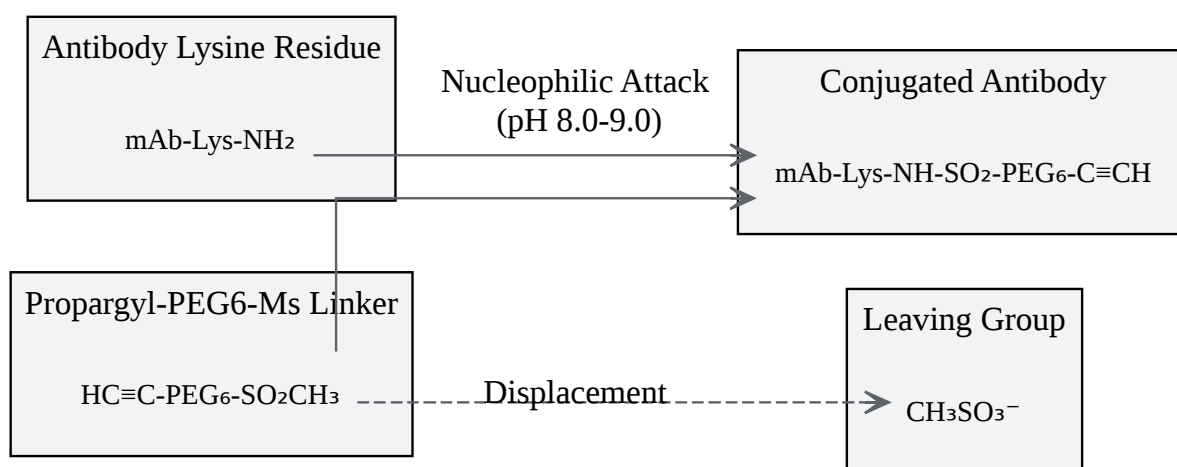 Antibody Lysine Residue
mAb-Lys-NH₂
Nucleophilic Attack
(pH 8.0-9.0)
Conjugated Antibody
mAb-Lys-NH-SO₂-PEG₆-C≡CH
Propargyl-PEG6-Ms Linker
HC≡C-PEG₆-SO₂CH₃
Displacement
Leaving Group
CH₃SO₃⁻